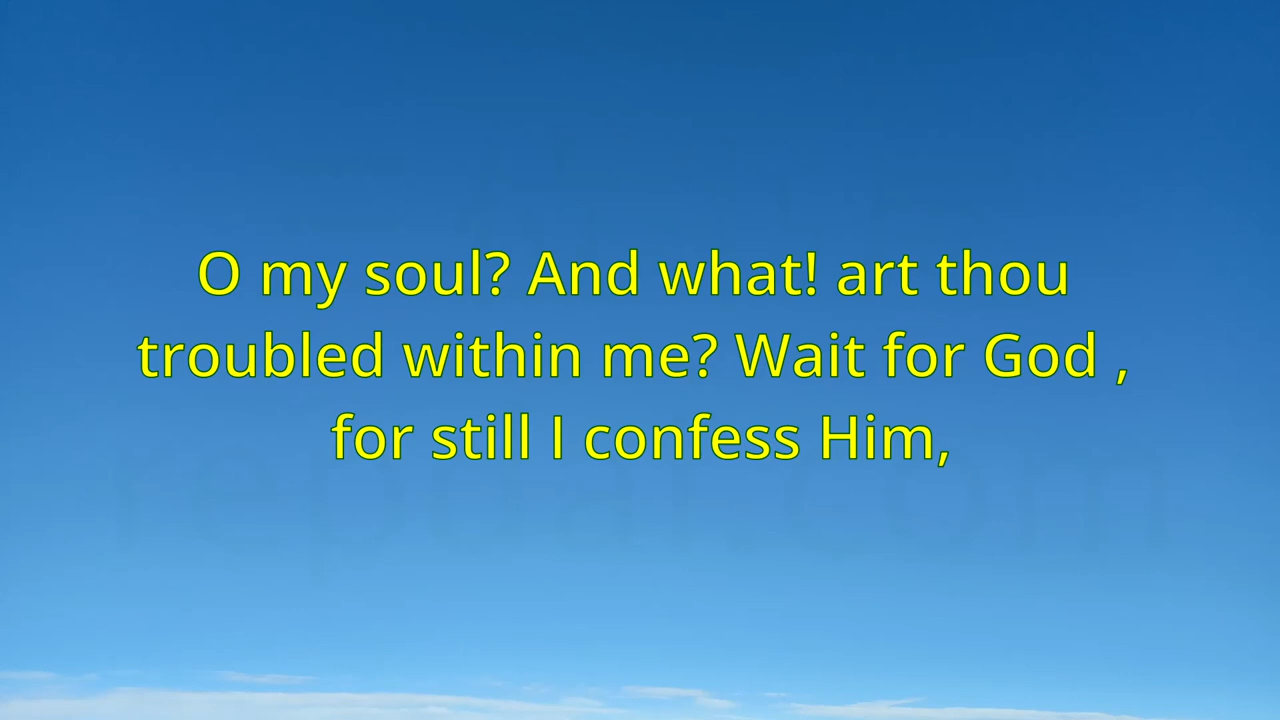 O my soul? And what! art thou
troubled within me? Wait for God ,
for still I confess Him,